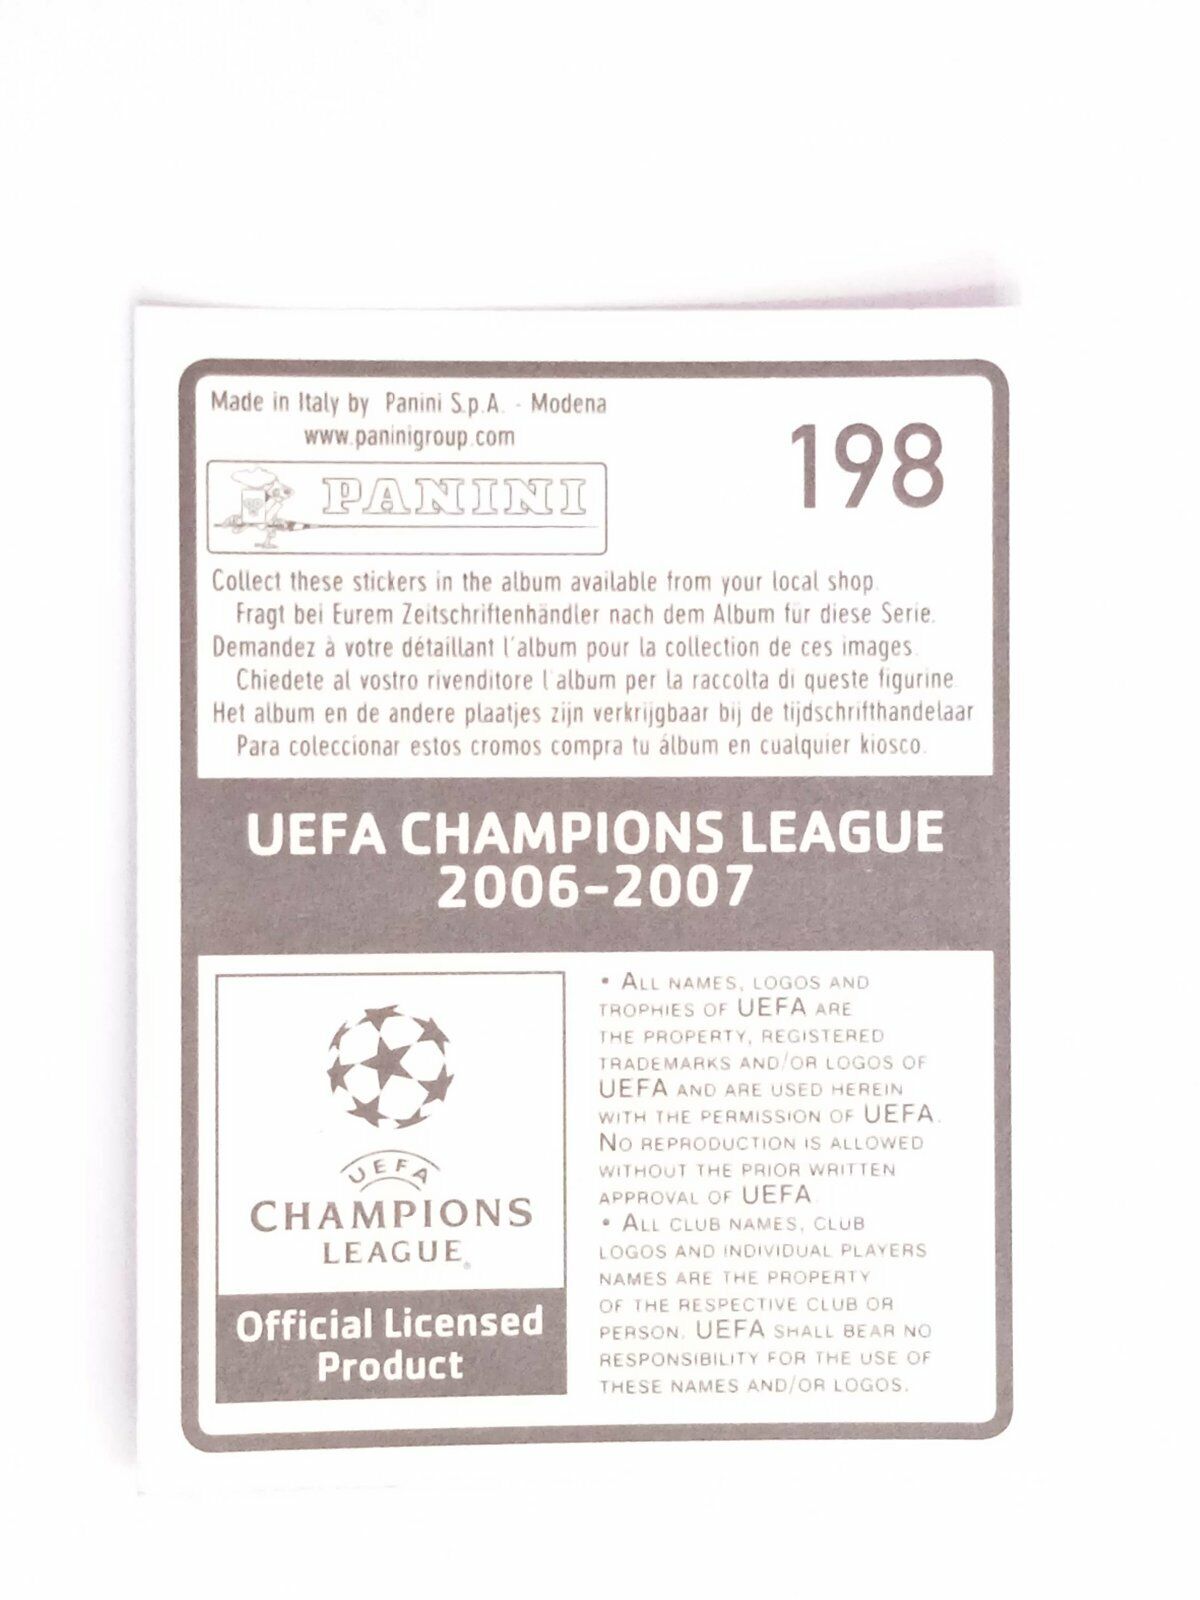 Made in Italy by Panini S.p.A. - Modena
www.paninigroup.com
198
PANINI
Collect these stickers in the album available from your local shop.
Fragt bei Eurem Zeitschriftenhändler nach dem Album für diese Serie.
Demandez à votre détaillant l'album pour la collection de ces images.
Chiedete al vostro rivenditore l'album per la raccolta di queste figurine
Het album en de andere plaatjes zijn verkrijgbaar bij de tijdschrifthandelaar
Para coleccionar estos cromos compra tu álbum en cualquier kiosco.
UEFA CHAMPIONS LEAGUE
2006-2007
UEFA
CHAMPIONS
LEAGUE®
Official Licensed
Product
• ALL NAMES, LOGOS AND
TROPHIES OF UEFA ARE
THE PROPERTY, REGISTERED
TRADEMARKS AND/OR LOGOS OF
UEFA AND ARE USED HEREIN
WITH THE PERMISSION OF UEFA.
NO REPRODUCTION IS ALLOWED
WITHOUT THE PRIOR WRITTEN
APPROVAL OF UEFA.
• ALL CLUB NAMES, CLUB
LOGOS AND INDIVIDUAL PLAYERS
NAMES ARE THE PROPERTY
OF THE RESPECTIVE CLUB OR
PERSON. UEFA SHALL BEAR NO
RESPONSIBILITY FOR THE USE OF
THESE NAMES AND/OR LOGOS.